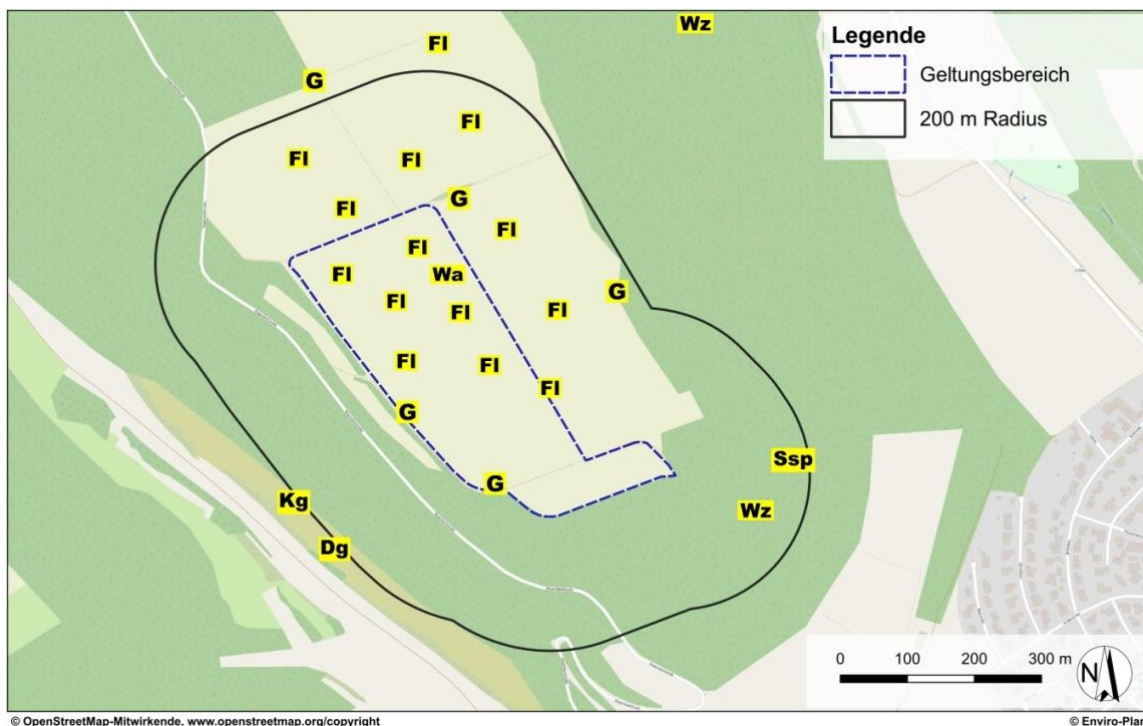 Wz
Legende
Geltungsbereich
200 m Radius
Fl
G
Fl
Fl
Fl
G
Fl
Fl
Fl
Fl
Wa
G
Fl
Fl
Fl
Fl
Fl
Fl
G
Ssp
G
Kg
Wz
Dg
0 100 200 300 m
N
© OpenStreetMap-Mitwirkende, www.openstreetmap.org/copyright
© Enviro-Plan